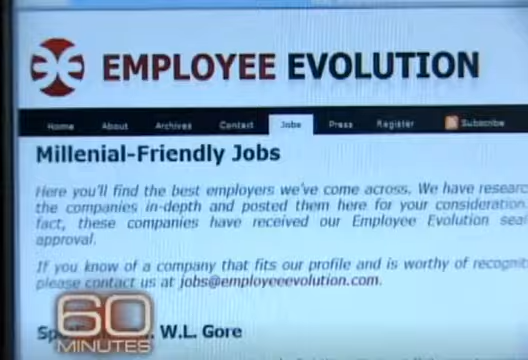 EMPLOYEE EVOLUTION
Home About Archives Contact Jobs Press Register Subscribe
Millenial-Friendly Jobs
Here you'll find the best employers we've come across. We have researc
the companies in-depth and posted them here for your consideration
fact, these companies have received our Employee Evolution seal
approval.
If you know of a company that fits our profile and is worthy of recognit
please contact us at jobs@employeeevolution.com.
W.L. Gore
60
MINUTES